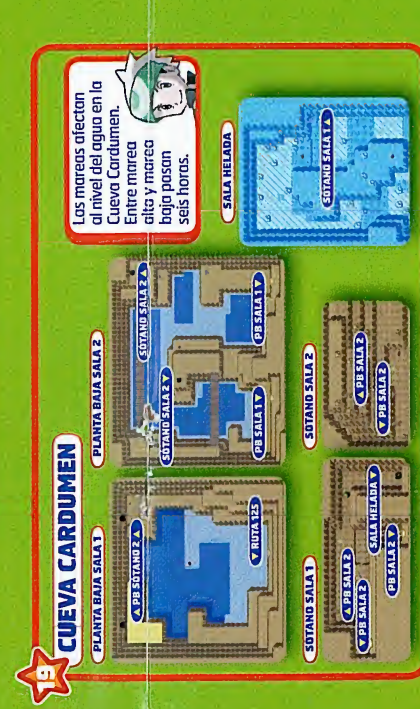 19
CUEVA CARDUMEN
PLANTA BAJA SALA 1
▲ PB SÓTANO 2 ▲
▼ RUTA 125
PLANTA BAJA SALA 2
SÓTANO SALA 2 ▲
SÓTANO SALA 2 ▼
PB SALA 1 ▼
PB SALA 1 ▼
Las mareas afectan
al nivel del agua en la
Cueva Cardumen.
Entre marea
alta y marea
baja pasan
seis horas.
SÓTANO SALA 1
▲ PB SALA 2
▼ PB SALA 2
SALA HELADA ▼
PB SALA 2 ▼
SÓTANO SALA 2
▲ PB SALA 2
▼ PB SALA 2
SALA HELADA
SÓTANO SALA 1 ▲